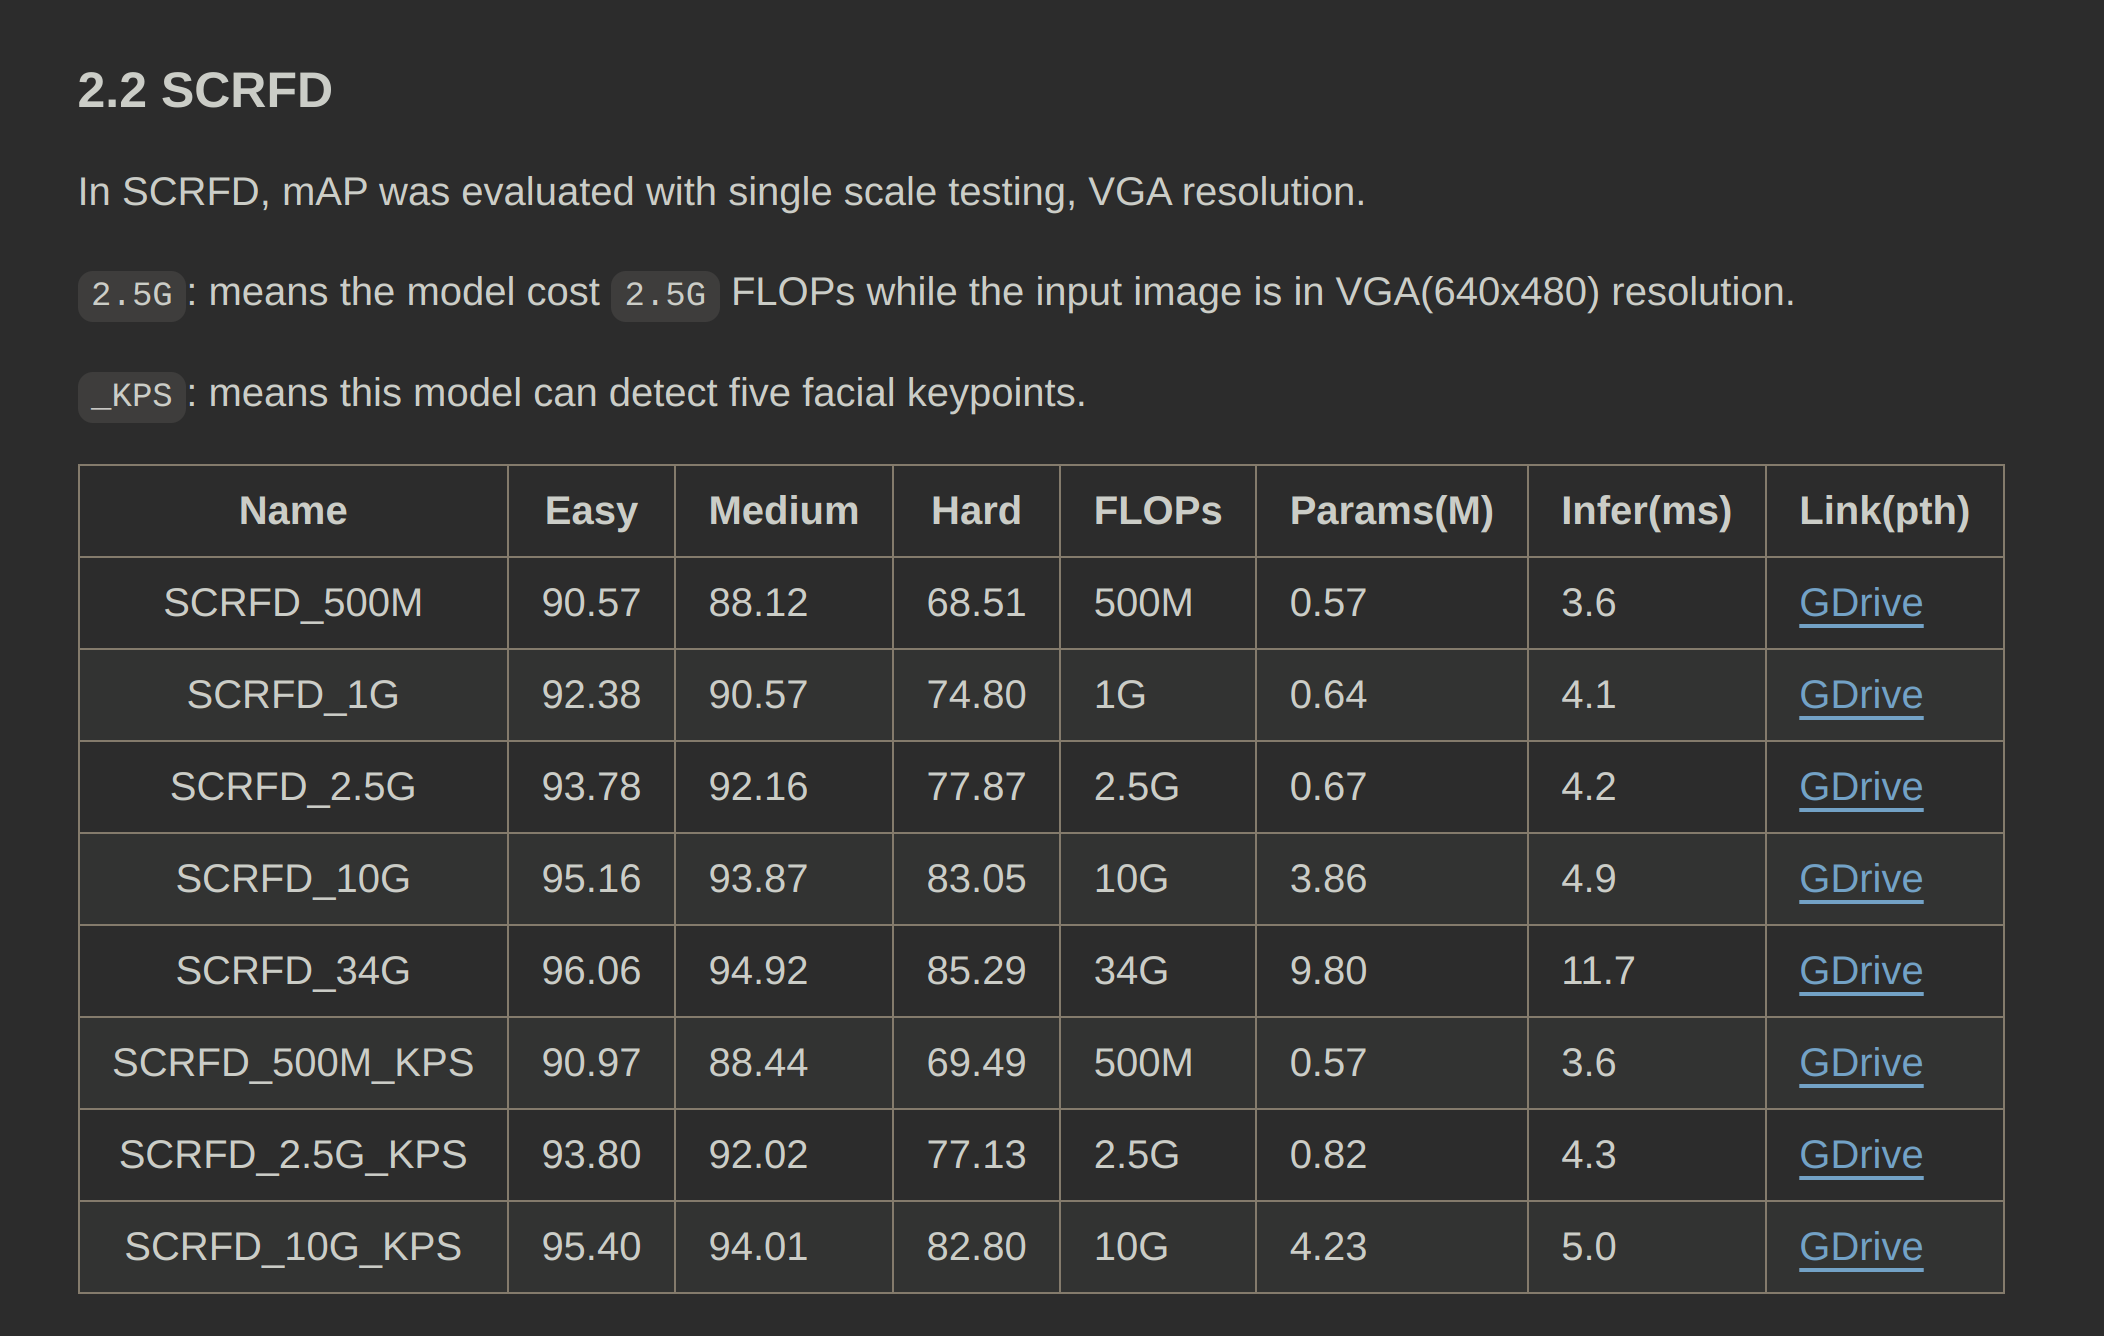 2.2 SCRFD
In SCRFD, mAP was evaluated with single scale testing, VGA resolution.
2.5G: means the model cost 2.5G FLOPs while the input image is in VGA(640x480) resolution.
_KPS: means this model can detect five facial keypoints.
Name Easy Medium Hard FLOPs Params(M) Infer(ms) Link(pth)
SCRFD_500M 90.57 88.12 68.51 500M 0.57 3.6 GDrive
SCRFD_1G 92.38 90.57 74.80 1G 0.64 4.1 GDrive
SCRFD_2.5G 93.78 92.16 77.87 2.5G 0.67 4.2 GDrive
SCRFD_10G 95.16 93.87 83.05 10G 3.86 4.9 GDrive
SCRFD_34G 96.06 94.92 85.29 34G 9.80 11.7 GDrive
SCRFD_500M_KPS 90.97 88.44 69.49 500M 0.57 3.6 GDrive
SCRFD_2.5G_KPS 93.80 92.02 77.13 2.5G 0.82 4.3 GDrive
SCRFD_10G_KPS 95.40 94.01 82.80 10G 4.23 5.0 GDrive